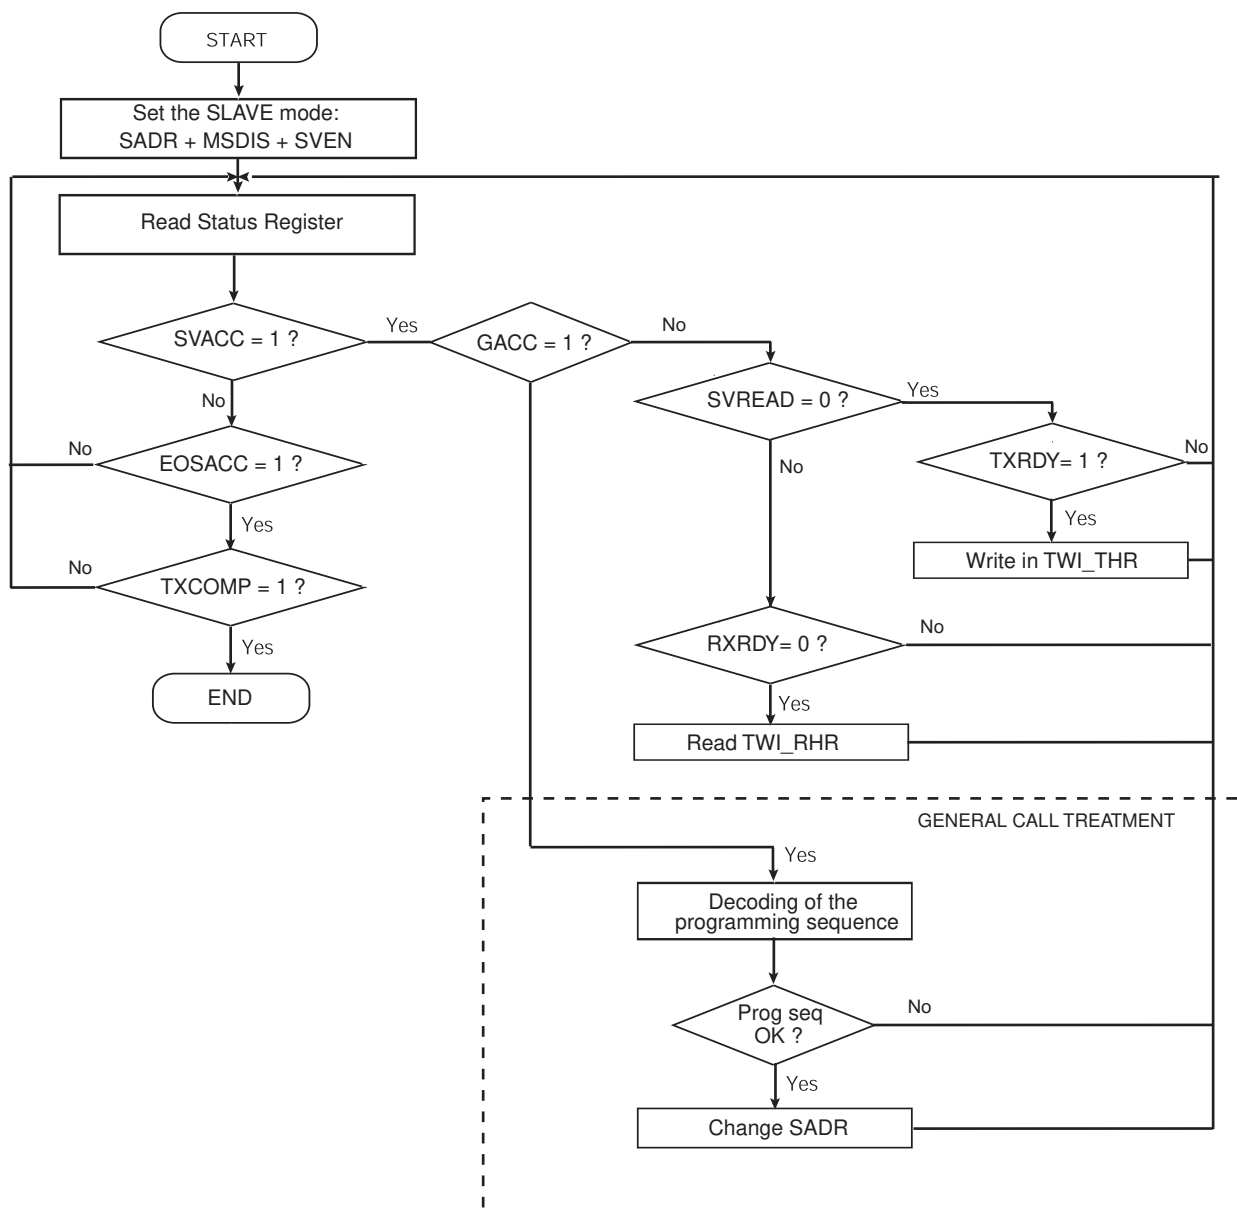 START
Set the SLAVE mode:
SADR + MSDIS + SVEN
Read Status Register
SVACC = 1 ?
Yes
GACC = 1 ?
No
No
SVREAD = 0 ?
Yes
No
EOSACC = 1 ?
No
TXRDY= 1 ?
No
Yes
Yes
Write in TWI_THR
No
TXCOMP = 1 ?
Yes
END
RXRDY= 0 ?
No
Yes
Read TWI_RHR
GENERAL CALL TREATMENT
Yes
Decoding of the
programming sequence
Prog seq
OK ?
No
Yes
Change SADR